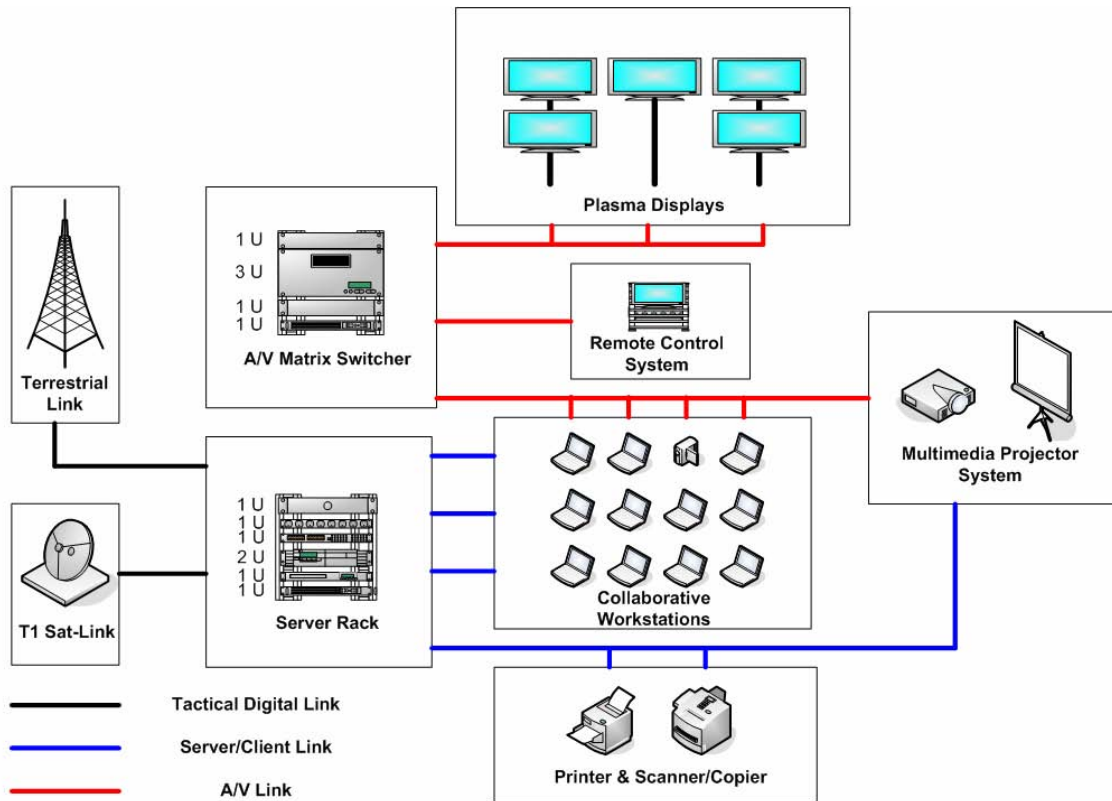 Plasma Displays
1 U
3 U
1 U
1 U
A/V Matrix Switcher
Remote Control
System
Terrestrial
Link
Multimedia Projector
System
1 U
1 U
1 U
2 U
1 U
1 U
Server Rack
Collaborative
Workstations
T1 Sat-Link
Tactical Digital Link
Server/Client Link
A/V Link
Printer & Scanner/Copier